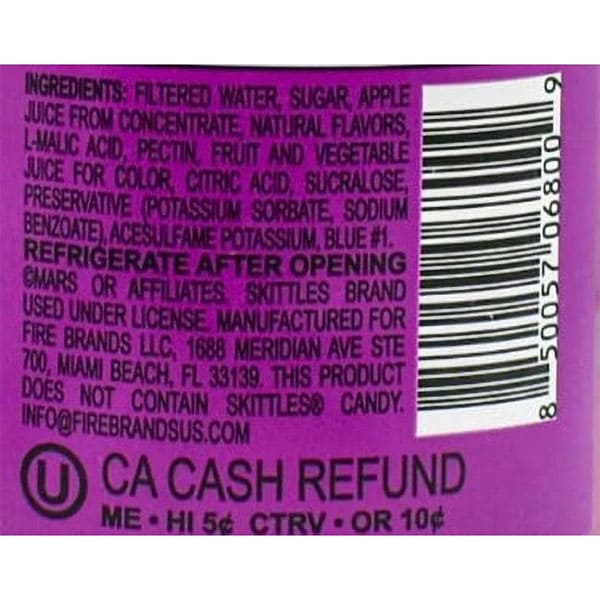 INGREDIENTS: FILTERED WATER, SUGAR, APPLE
JUICE FROM CONCENTRATE, NATURAL FLAVORS,
L-MALIC ACID, PECTIN, FRUIT AND VEGETABLE
JUICE FOR COLOR, CITRIC ACID, SUCRALOSE,
PRESERVATIVE (POTASSIUM SORBATE, SODIUM
BENZOATE), ACESULFAME POTASSIUM, BLUE #1.
REFRIGERATE AFTER OPENING
©MARS OR AFFILIATES. SKITTLES BRAND
USED UNDER LICENSE. MANUFACTURED FOR
FIRE BRANDS LLC, 1688 MERIDIAN AVE STE
700, MIAMI BEACH, FL 33139. THIS PRODUCT
DOES NOT CONTAIN SKITTLES® CANDY.
INFO@FIREBRANDSUS.COM
U CA CASH REFUND
ME • HI 5¢ CTRV • OR 10¢
8 50057 06800 9